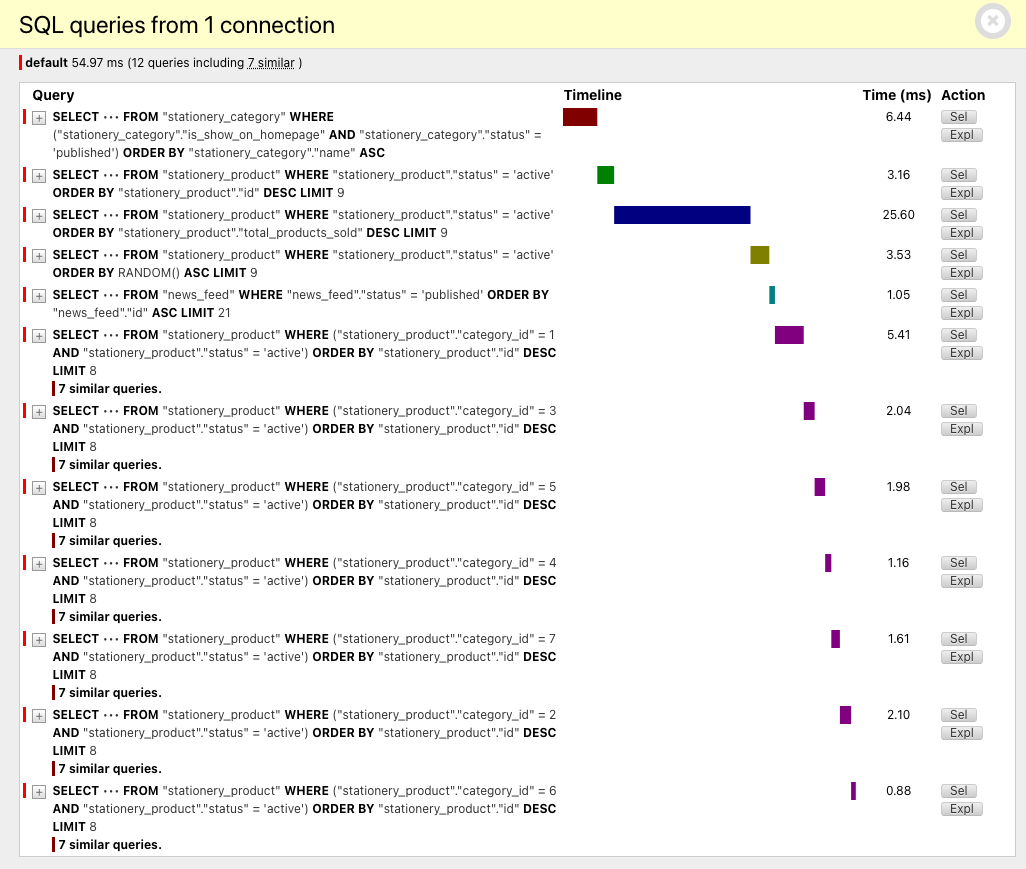 SQL queries from 1 connection
default 54.97 ms (12 queries including 7 similar )
Query Timeline Time (ms) Action
+ SELECT ••• FROM "stationery_category" WHERE 6.44 Sel
("stationery_category"."is_show_on_homepage" AND "stationery_category"."status" = Expl
'published') ORDER BY "stationery_category"."name" ASC
+ SELECT ••• FROM "stationery_product" WHERE "stationery_product"."status" = 'active' 3.16 Sel
ORDER BY "stationery_product"."id" DESC LIMIT 9 Expl
+ SELECT ••• FROM "stationery_product" WHERE "stationery_product"."status" = 'active' 25.60 Sel
ORDER BY "stationery_product"."total_products_sold" DESC LIMIT 9 Expl
+ SELECT ••• FROM "stationery_product" WHERE "stationery_product"."status" = 'active' 3.53 Sel
ORDER BY RANDOM() ASC LIMIT 9 Expl
+ SELECT ••• FROM "news_feed" WHERE "news_feed"."status" = 'published' ORDER BY 1.05 Sel
"news_feed"."id" ASC LIMIT 21 Expl
+ SELECT ••• FROM "stationery_product" WHERE ("stationery_product"."category_id" = 1 5.41 Sel
AND "stationery_product"."status" = 'active') ORDER BY "stationery_product"."id" DESC Expl
LIMIT 8
7 similar queries.
+ SELECT ••• FROM "stationery_product" WHERE ("stationery_product"."category_id" = 3 2.04 Sel
AND "stationery_product"."status" = 'active') ORDER BY "stationery_product"."id" DESC Expl
LIMIT 8
7 similar queries.
+ SELECT ••• FROM "stationery_product" WHERE ("stationery_product"."category_id" = 5 1.98 Sel
AND "stationery_product"."status" = 'active') ORDER BY "stationery_product"."id" DESC Expl
LIMIT 8
7 similar queries.
+ SELECT ••• FROM "stationery_product" WHERE ("stationery_product"."category_id" = 4 1.16 Sel
AND "stationery_product"."status" = 'active') ORDER BY "stationery_product"."id" DESC Expl
LIMIT 8
7 similar queries.
+ SELECT ••• FROM "stationery_product" WHERE ("stationery_product"."category_id" = 7 1.61 Sel
AND "stationery_product"."status" = 'active') ORDER BY "stationery_product"."id" DESC Expl
LIMIT 8
7 similar queries.
+ SELECT ••• FROM "stationery_product" WHERE ("stationery_product"."category_id" = 2 2.10 Sel
AND "stationery_product"."status" = 'active') ORDER BY "stationery_product"."id" DESC Expl
LIMIT 8
7 similar queries.
+ SELECT ••• FROM "stationery_product" WHERE ("stationery_product"."category_id" = 6 0.88 Sel
AND "stationery_product"."status" = 'active') ORDER BY "stationery_product"."id" DESC Expl
LIMIT 8
7 similar queries.